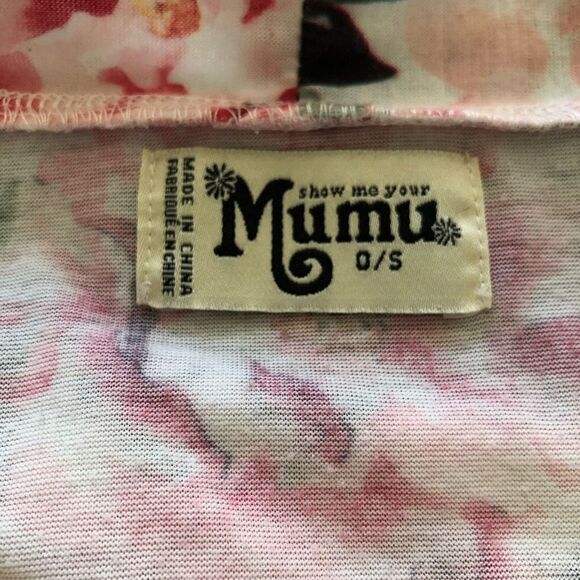 show me your
Mumu
O/S
MADE IN CHINA
FABRIQUÉ EN CHINE